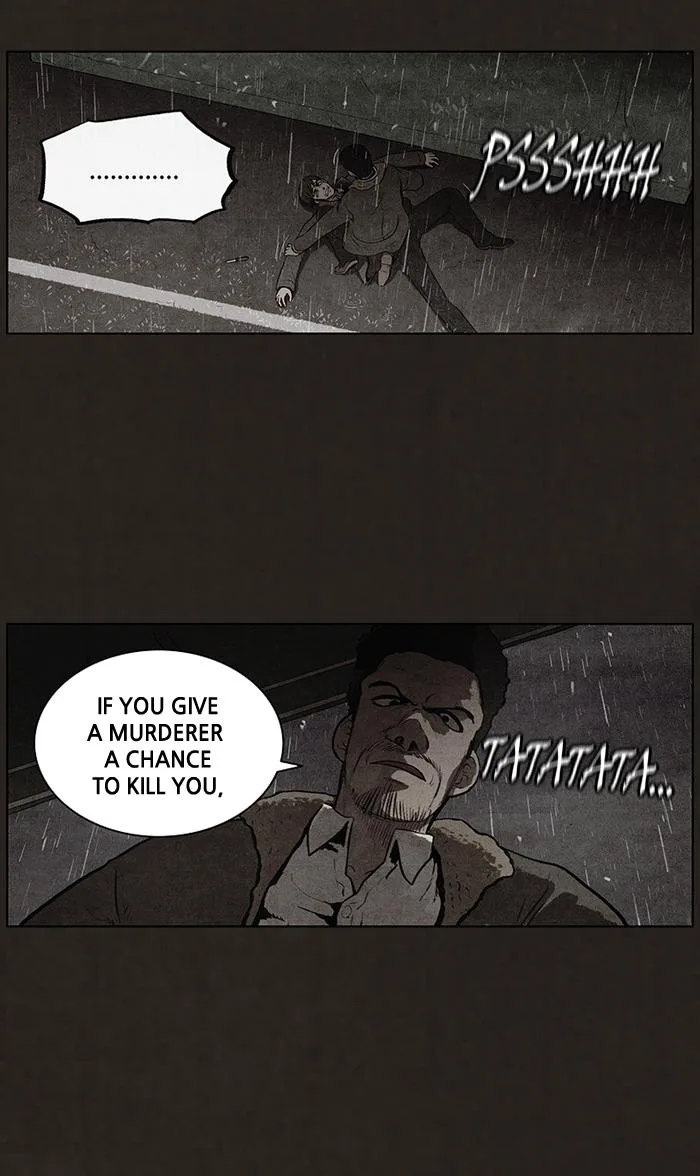 .............
PSSSHHH
IF YOU GIVE
A MURDERER
A CHANCE
TO KILL YOU,
TATATATA...